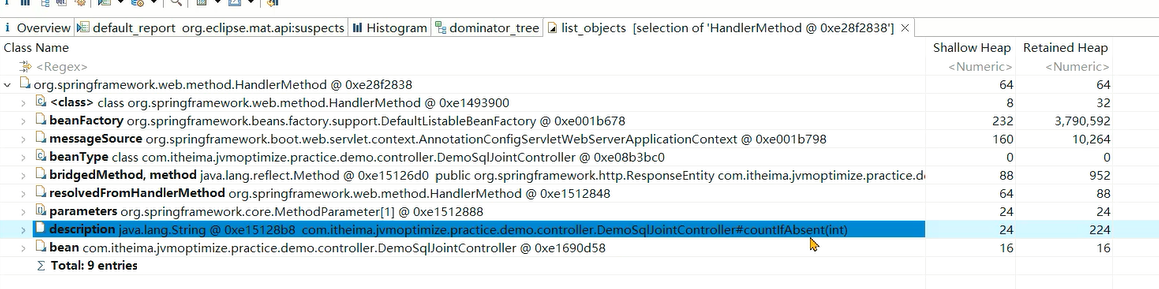 Overview default_report org.eclipse.mat.api:suspects Histogram dominator_tree list_objects [selection of 'HandlerMethod @ 0xe28f2838']
Class Name Shallow Heap Retained Heap
<Regex> <Numeric> <Numeric>
org.springframework.web.method.HandlerMethod @ 0xe28f2838 64 64
<class> class org.springframework.web.method.HandlerMethod @ 0xe1493900 8 32
beanFactory org.springframework.beans.factory.support.DefaultListableBeanFactory @ 0xe001b678 232 3,790,592
messageSource org.springframework.boot.web.servlet.context.AnnotationConfigServletWebServerApplicationContext @ 0xe001b798 160 10,264
beanType class com.itheima.jvmoptimize.practice.demo.controller.DemoSqlJointController @ 0xe08b3bc0 0 0
bridgedMethod, method java.lang.reflect.Method @ 0xe15126d0 public org.springframework.http.ResponseEntity com.itheima.jvmoptimize.practice.de 88 952
resolvedFromHandlerMethod org.springframework.web.method.HandlerMethod @ 0xe1512848 64 88
parameters org.springframework.core.MethodParameter[1] @ 0xe1512888 24 24
description java.lang.String @ 0xe15128b8 com.itheima.jvmoptimize.practice.demo.controller.DemoSqlJointController#countIfAbsent(int) 24 224
bean com.itheima.jvmoptimize.practice.demo.controller.DemoSqlJointController @ 0xe1690d58 16 16
Σ Total: 9 entries